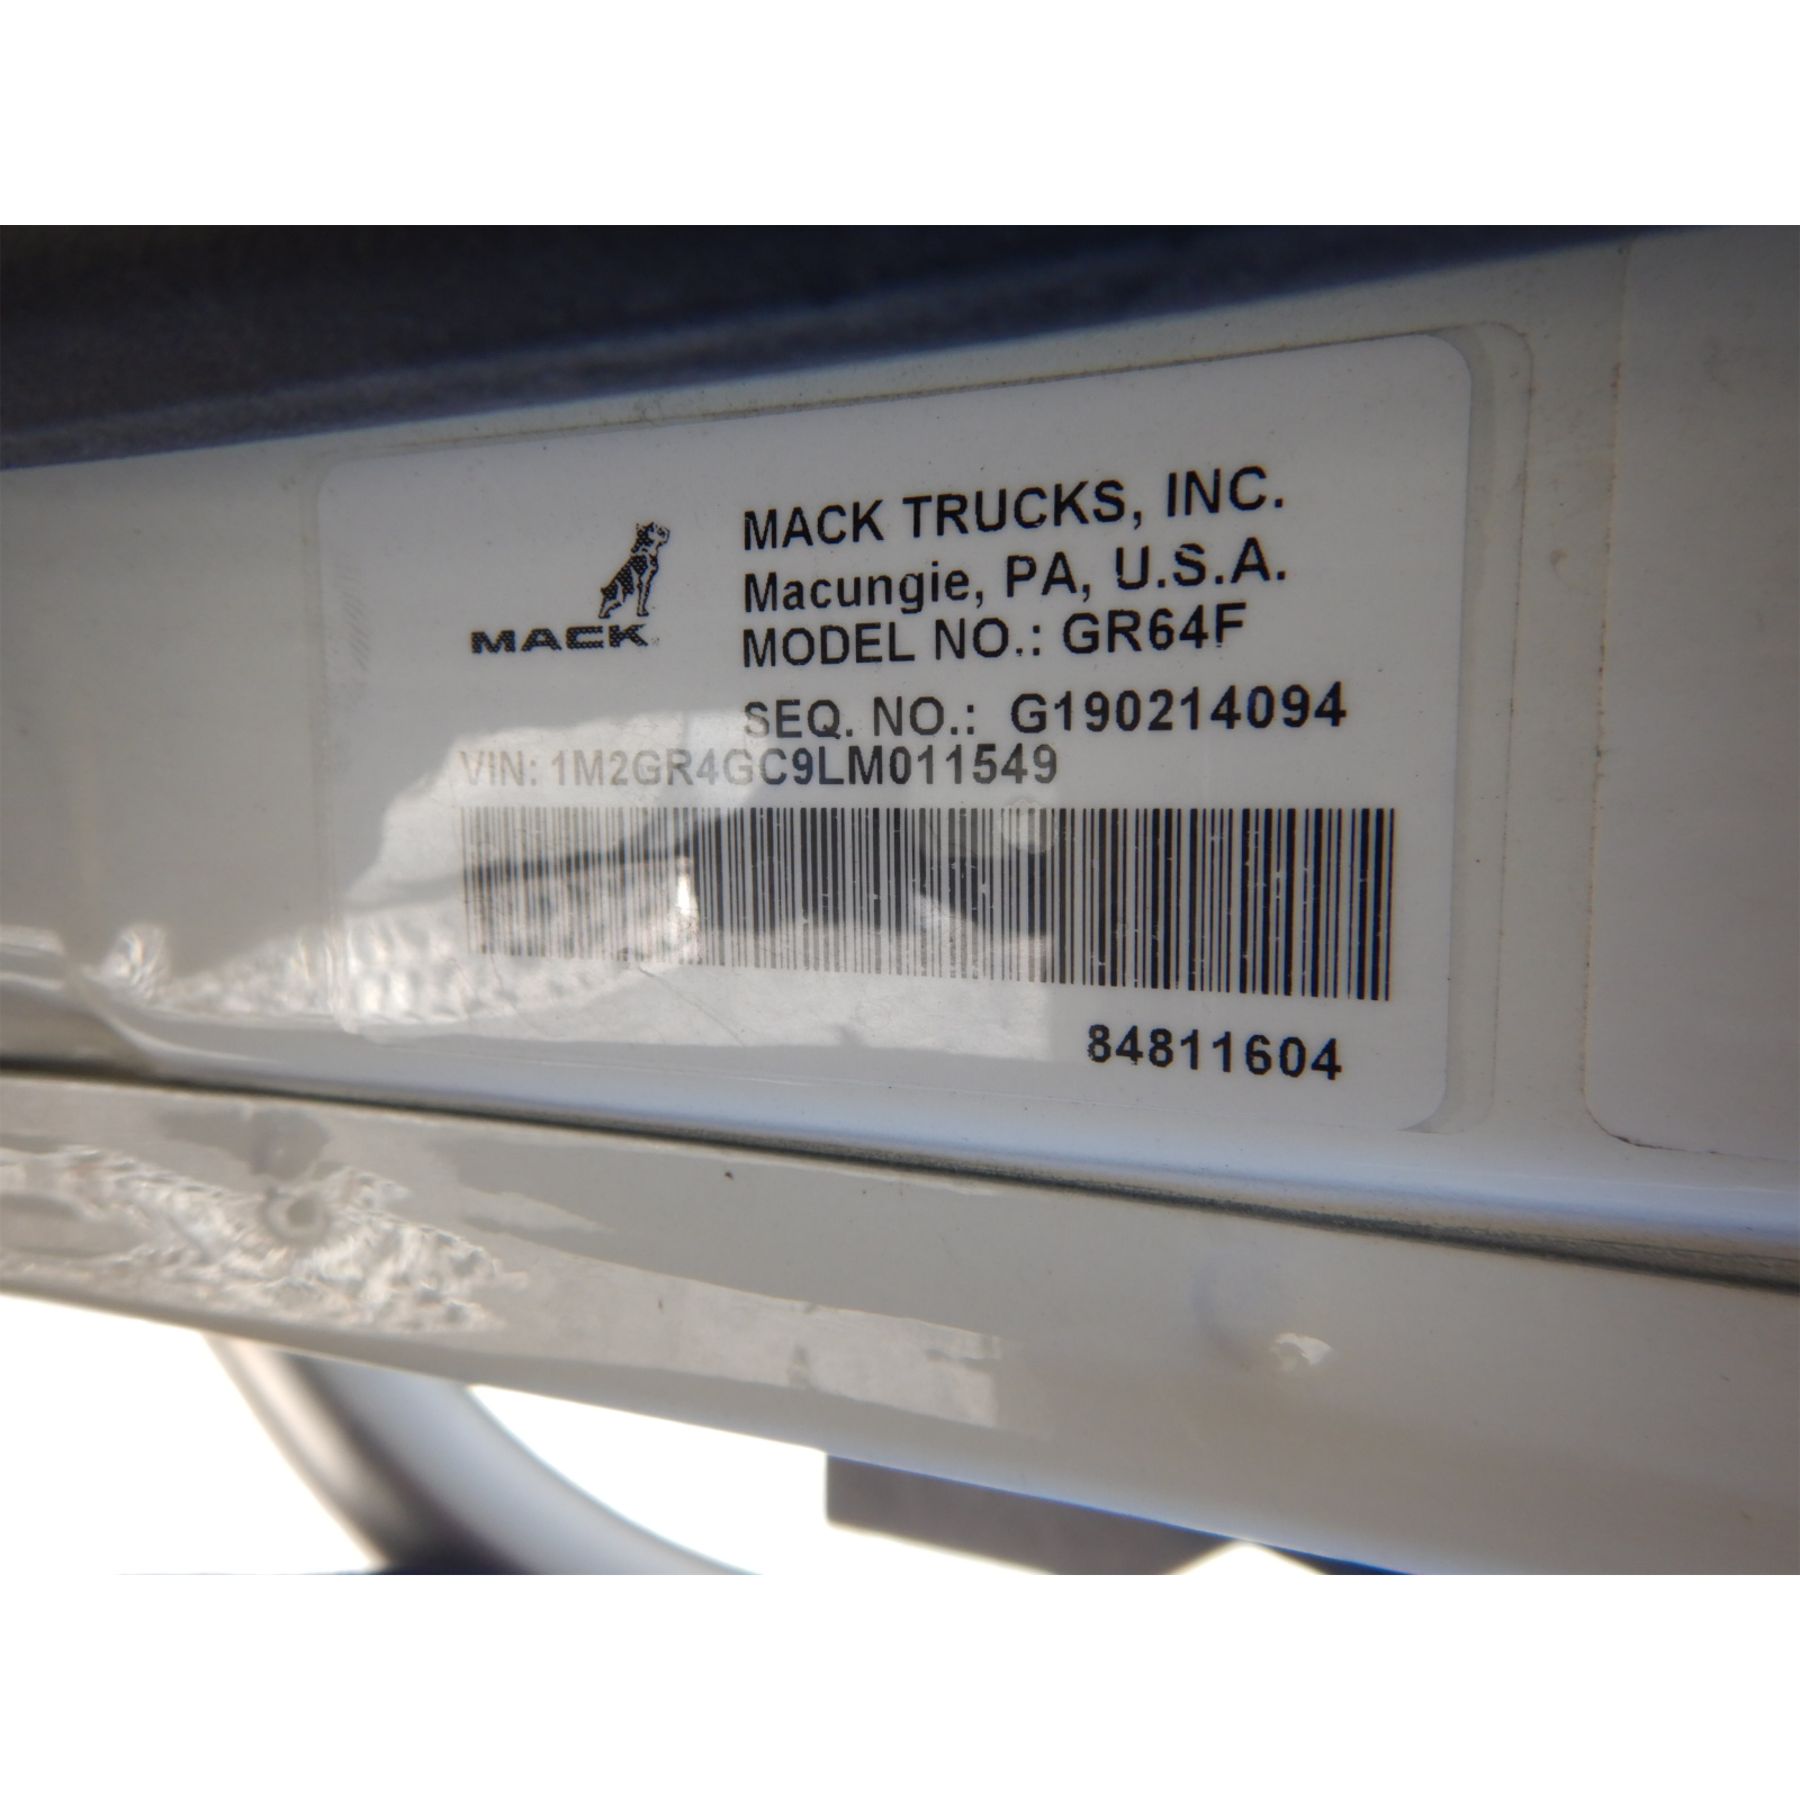 MACK
MACK TRUCKS, INC.
Macungie, PA, U.S.A.
MODEL NO.: GR64F
SEQ. NO.: G190214094
VIN: 1M2GR4GC9LM011549
84811604